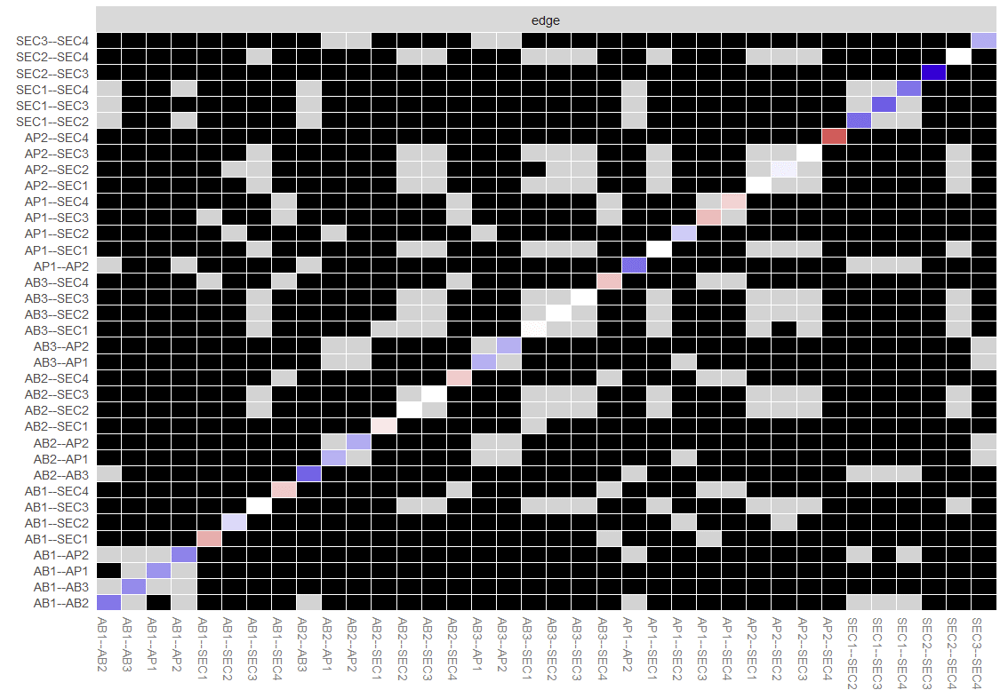 edge
SEC3--SEC4
SEC2--SEC4
SEC2--SEC3
SEC1--SEC4
SEC1--SEC3
SEC1--SEC2
AP2--SEC4
AP2--SEC3
AP2--SEC2
AP2--SEC1
AP1--SEC4
AP1--SEC3
AP1--SEC2
AP1--SEC1
AP1--AP2
AB3--SEC4
AB3--SEC3
AB3--SEC2
AB3--SEC1
AB3--AP2
AB3--AP1
AB2--SEC4
AB2--SEC3
AB2--SEC2
AB2--SEC1
AB2--AP2
AB2--AP1
AB2--AB3
AB1--SEC4
AB1--SEC3
AB1--SEC2
AB1--SEC1
AB1--AP2
AB1--AP1
AB1--AB3
AB1--AB2
AB1--AB2
AB1--AB3
AB1--AP1
AB1--AP2
AB1--SEC1
AB1--SEC2
AB1--SEC3
AB1--SEC4
AB2--AB3
AB2--AP1
AB2--AP2
AB2--SEC1
AB2--SEC2
AB2--SEC3
AB2--SEC4
AB3--AP1
AB3--AP2
AB3--SEC1
AB3--SEC2
AB3--SEC3
AB3--SEC4
AP1--AP2
AP1--SEC1
AP1--SEC2
AP1--SEC3
AP1--SEC4
AP2--SEC1
AP2--SEC2
AP2--SEC3
AP2--SEC4
SEC1--SEC2
SEC1--SEC3
SEC1--SEC4
SEC2--SEC3
SEC2--SEC4
SEC3--SEC4